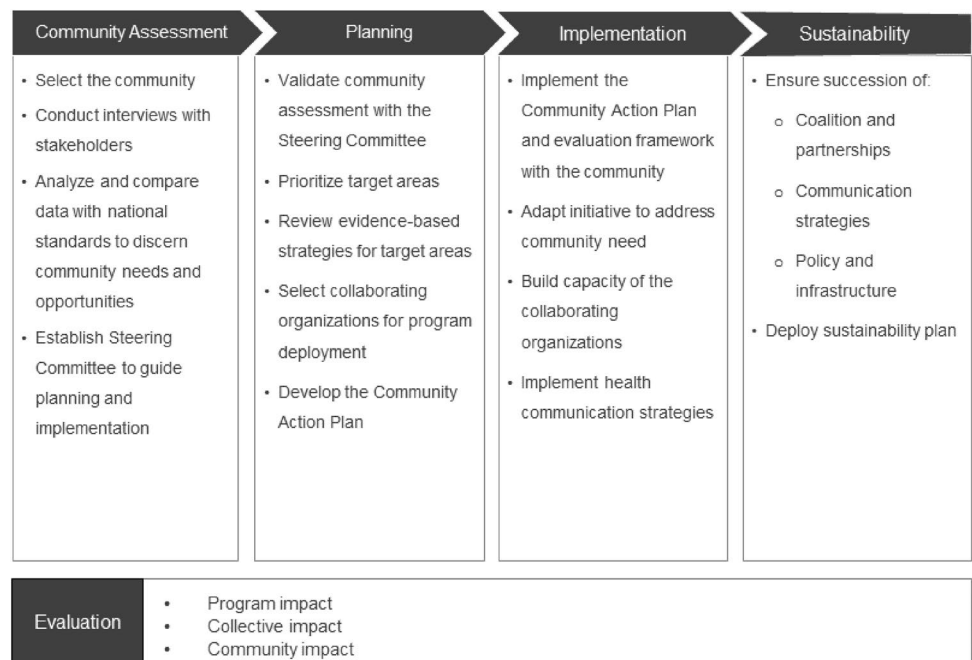 Community Assessment
• Select the community
• Conduct interviews with
stakeholders
• Analyze and compare
data with national
standards to discern
community needs and
opportunities
• Establish Steering
Committee to guide
planning and
implementation
Planning
• Validate community
assessment with the
Steering Committee
• Prioritize target areas
• Review evidence-based
strategies for target areas
• Select collaborating
organizations for program
deployment
• Develop the Community
Action Plan
Implementation
• Implement the
Community Action Plan
and evaluation framework
with the community
• Adapt initiative to address
community need
• Build capacity of the
collaborating
organizations
• Implement health
communication strategies
Sustainability
• Ensure succession of:
o Coalition and
partnerships
o Communication
strategies
o Policy and
infrastructure
• Deploy sustainability plan
Evaluation
• Program impact
• Collective impact
• Community impact